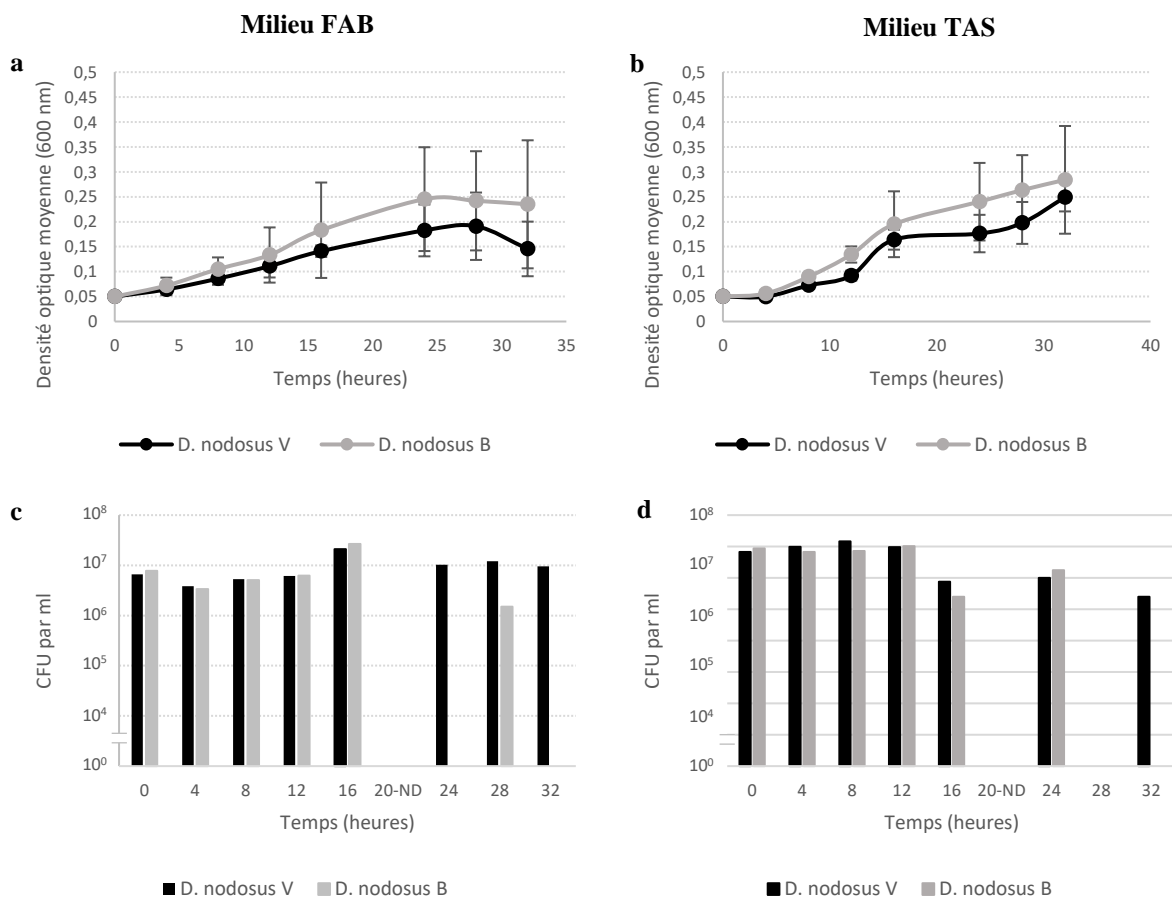 Milieu FAB
Milieu TAS
a
0,5
0,45
0,4
0,35
0,3
0,25
0,2
0,15
0,1
0,05
0
Densité optique moyenne (600 nm)
0 5 10 15 20 25 30 35
Temps (heures)
D. nodosus V D. nodosus B
b
0,5
0,45
0,4
0,35
0,3
0,25
0,2
0,15
0,1
0,05
0
Dnesité optique moyenne (600 nm)
0 10 20 30 40
Temps (heures)
D. nodosus V D. nodosus B
c
10⁸
10⁷
10⁶
10⁵
10⁴
10⁰
CFU par ml
0 4 8 12 16 20-ND 24 28 32
Temps (heures)
D. nodosus V D. nodosus B
d
10⁸
10⁷
10⁶
10⁵
10⁴
10⁰
CFU par ml
0 4 8 12 16 20-ND 24 28 32
Temps (heures)
D. nodosus V D. nodosus B